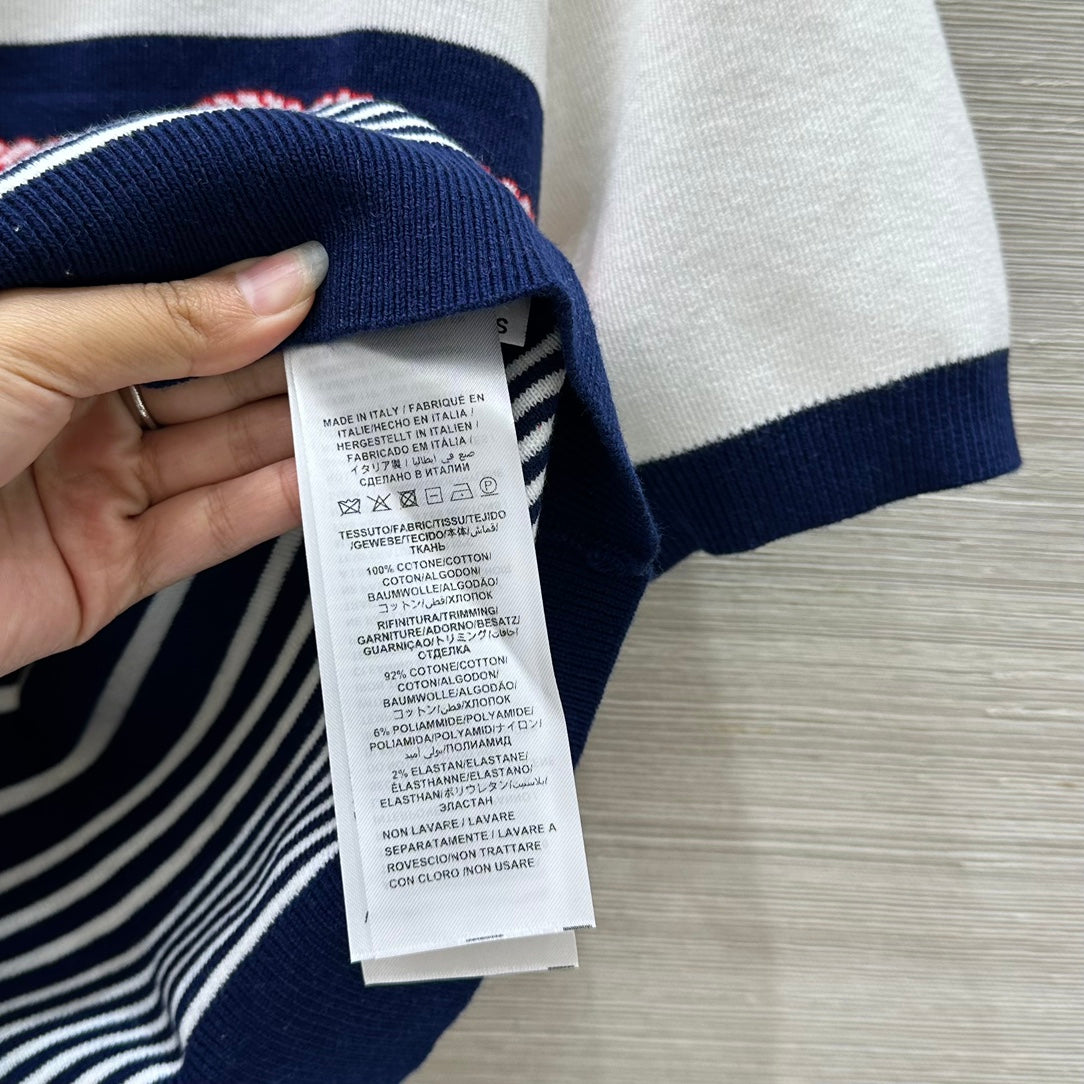 S
MADE IN ITALY / FABRIQUÉ EN
ITALIE/HECHO EN ITALIA /
HERGESTELLT IN ITALIEN /
FABRICADO EM ITÁLIA /
イタリア製 / صنع في ايطاليا /
СДЕЛАНО В ИТАЛИИ
TESSUTO/FABRIC/TISSU/TEJIDO
/GEWEBE/TECIDO/本体/قماش/
ТКАНЬ
100% COTONE/COTTON/
COTON/ALGODON/
BAUMWOLLE/ALGODÃO/
コットン/قطن/ХЛОПОК
RIFINITURA/TRIMMING/
GARNITURE/ADORNO/BESATZ/
GUARNIÇAO/トリミング/حافات/
ОТДЕЛКА
92% COTONE/COTTON/
COTON/ALGODON/
BAUMWOLLE/ALGODÃO/
コットン/قطن/ХЛОПОК
6% POLIAMMIDE/POLYAMIDE/
POLIAMIDA/POLYAMID/ナイロン/
بولي أميد/ПОЛИАМИД
2% ELASTAN/ELASTANE/
ÉLASTHANNE/ELASTANO/
ELASTHAN/ポリウレタン/بلاستيت/
ЭЛАСТАН
NON LAVARE / LAVARE
SEPARATAMENTE / LAVARE A
ROVESCIO/NON TRATTARE
CON CLORO /NON USARE